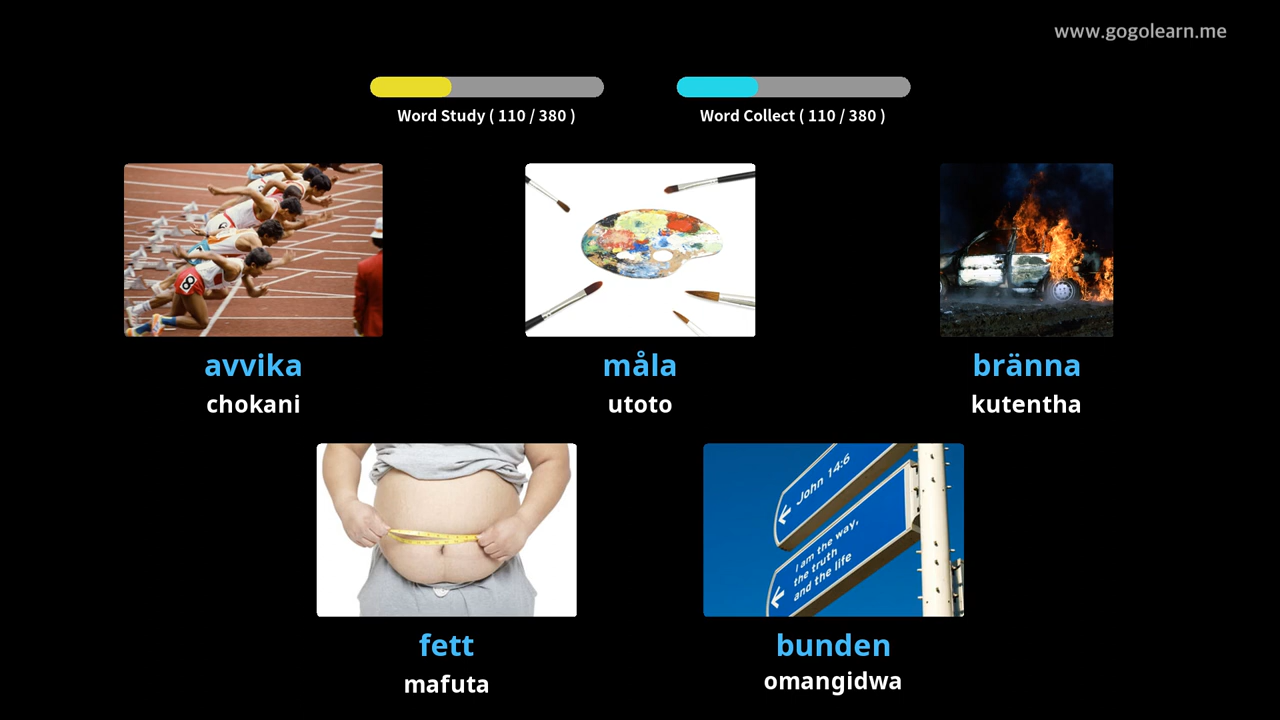 www.gogolearn.me
Word Study ( 110 / 380 )
Word Collect ( 110 / 380 )
8
avvika
chokani
måla
utoto
bränna
kutentha
John 14:6
I am the way,
the truth
and the life
fett
mafuta
bunden
omangidwa